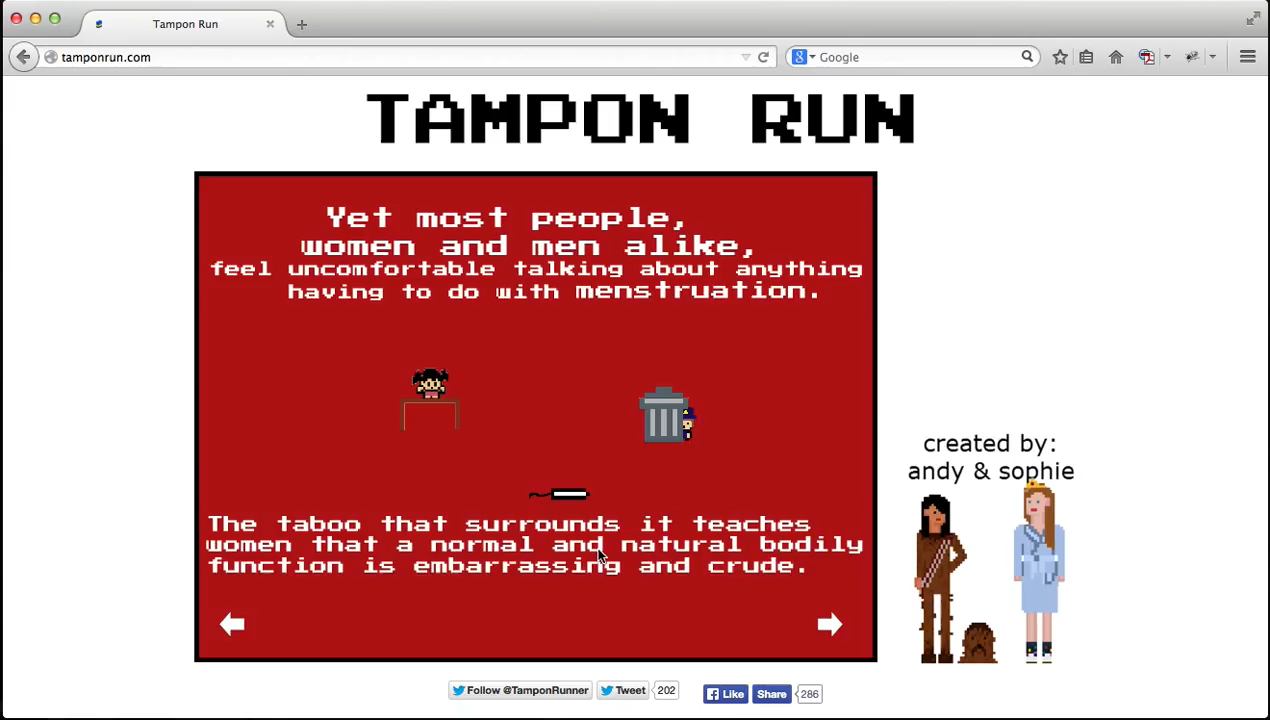 Tampon Run
tamponrun.com
Google
TAMPON RUN
Yet most people,
women and men alike,
feel uncomfortable talking about anything
having to do with menstruation.
The taboo that surrounds it teaches
women that a normal and natural bodily
function is embarrassing and crude.
created by:
andy & sophie
Follow @TamponRunner
Tweet
202
Like
Share
286